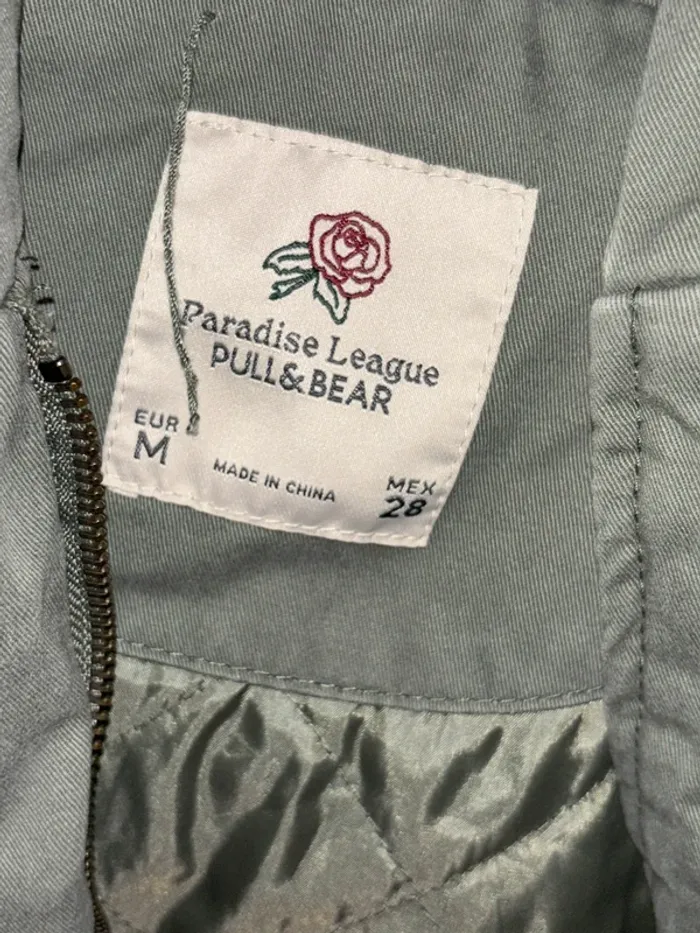 Paradise League
PULL&BEAR
EUR
M
MADE IN CHINA
MEX
28